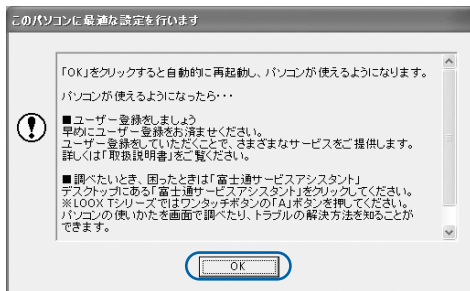 このパソコンに最適な設定を行います
「OK」をクリックすると自動的に再起動し、パソコンが使えるようになります。
パソコンが使えるようになったら・・・
■ユーザー登録をしましょう
早めにユーザー登録をお済ませください。
ユーザー登録をしていただくことで、さまざまなサービスをご提供します。
詳しくは「取扱説明書」をご覧ください。
■調べたいとき、困ったときは「富士通サービスアシスタント」
デスクトップにある「富士通サービスアシスタント」をクリックしてください。
※LOOX Tシリーズではワンタッチボタンの「A」ボタンを押してください。
パソコンの使いかたを画面で調べたり、トラブルの解決方法を知ることが
できます。
OK